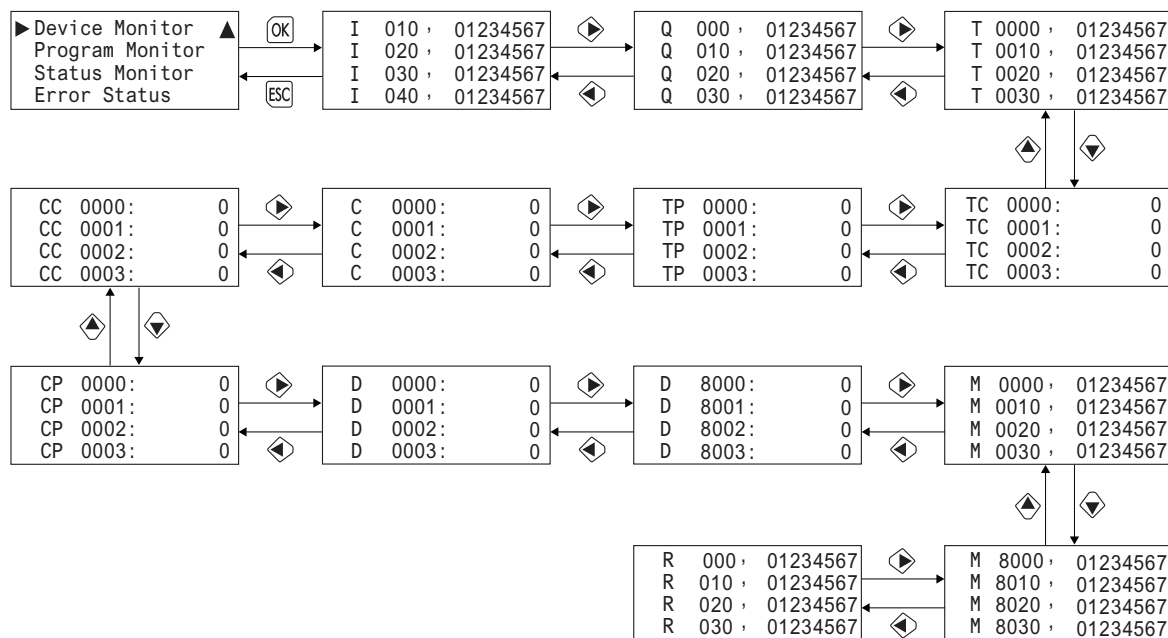 Device Monitor
Program Monitor
Status Monitor
Error Status
OK
ESC
I 010, 01234567
I 020, 01234567
I 030, 01234567
I 040, 01234567
Q 000, 01234567
Q 010, 01234567
Q 020, 01234567
Q 030, 01234567
T 0000, 01234567
T 0010, 01234567
T 0020, 01234567
T 0030, 01234567
CC 0000: 0
CC 0001: 0
CC 0002: 0
CC 0003: 0
C 0000: 0
C 0001: 0
C 0002: 0
C 0003: 0
TP 0000: 0
TP 0001: 0
TP 0002: 0
TP 0003: 0
TC 0000: 0
TC 0001: 0
TC 0002: 0
TC 0003: 0
CP 0000: 0
CP 0001: 0
CP 0002: 0
CP 0003: 0
D 0000: 0
D 0001: 0
D 0002: 0
D 0003: 0
D 8000: 0
D 8001: 0
D 8002: 0
D 8003: 0
M 0000, 01234567
M 0010, 01234567
M 0020, 01234567
M 0030, 01234567
R 000, 01234567
R 010, 01234567
R 020, 01234567
R 030, 01234567
M 8000, 01234567
M 8010, 01234567
M 8020, 01234567
M 8030, 01234567